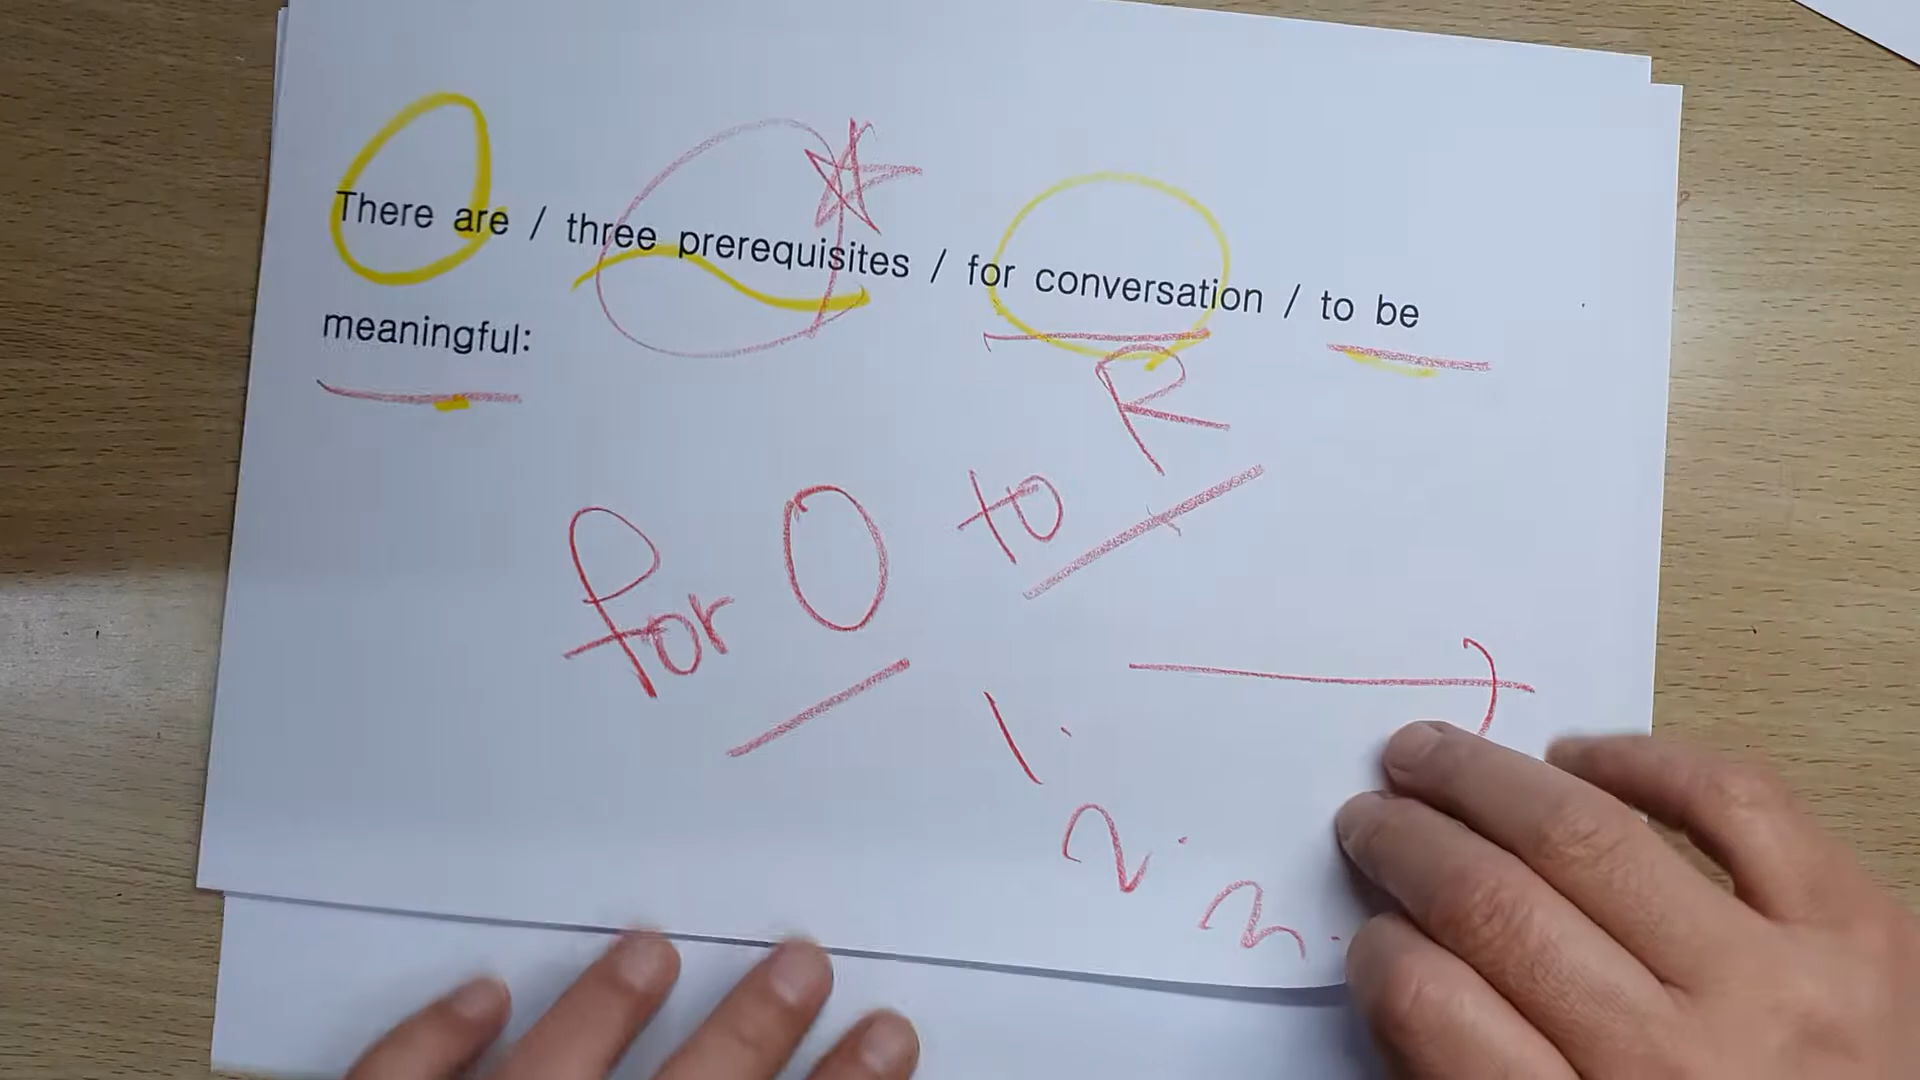 There are / three prerequisites / for conversation / to be
meaningful:
for O to R
1.
2.
3.